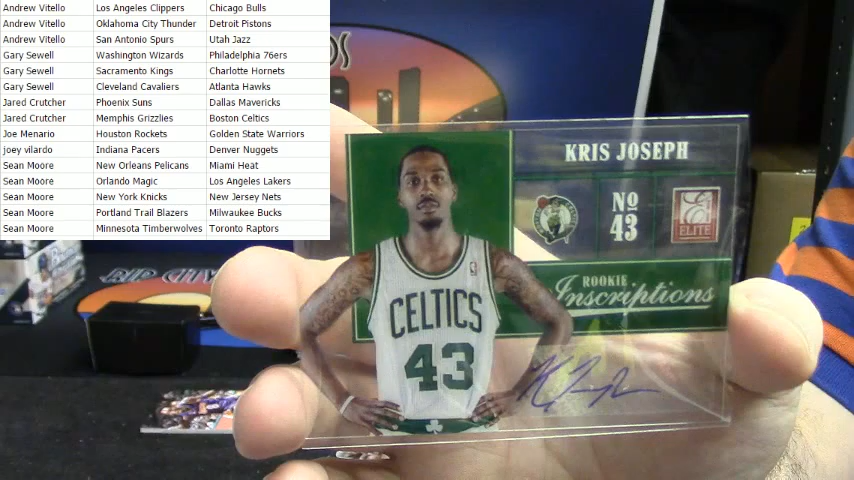 Andrew Vitello Los Angeles Clippers Chicago Bulls
Andrew Vitello Oklahoma City Thunder Detroit Pistons
Andrew Vitello San Antonio Spurs Utah Jazz
Gary Sewell Washington Wizards Philadelphia 76ers
Gary Sewell Sacramento Kings Charlotte Hornets
Gary Sewell Cleveland Cavaliers Atlanta Hawks
Jared Crutcher Phoenix Suns Dallas Mavericks
Jared Crutcher Memphis Grizzlies Boston Celtics
Joe Menario Houston Rockets Golden State Warriors
joey vilardo Indiana Pacers Denver Nuggets
Sean Moore New Orleans Pelicans Miami Heat
Sean Moore Orlando Magic Los Angeles Lakers
Sean Moore New York Knicks New Jersey Nets
Sean Moore Portland Trail Blazers Milwaukee Bucks
Sean Moore Minnesota Timberwolves Toronto Raptors
KRIS JOSEPH
No
43
ELITE
ROOKIE
Inscriptions
CELTICS
43
RIP CITY